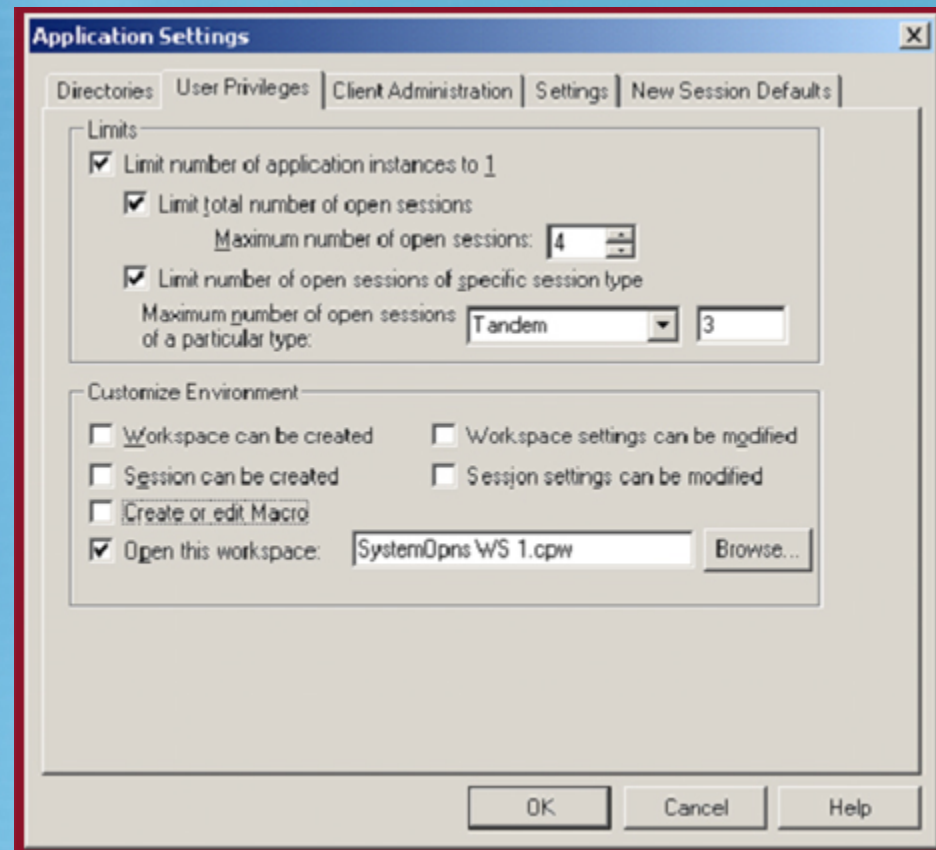 Application Settings
Directories User Privileges Client Administration Settings New Session Defaults
Limits
Limit number of application instances to 1
Limit total number of open sessions
Maximum number of open sessions: 4
Limit number of open sessions of specific session type
Maximum number of open sessions
of a particular type: Tandem 3
Customize Environment
Workspace can be created Workspace settings can be modified
Session can be created Session settings can be modified
Create or edit Macro
Open this workspace: SystemOpns WS 1.cpw Browse...
OK Cancel Help